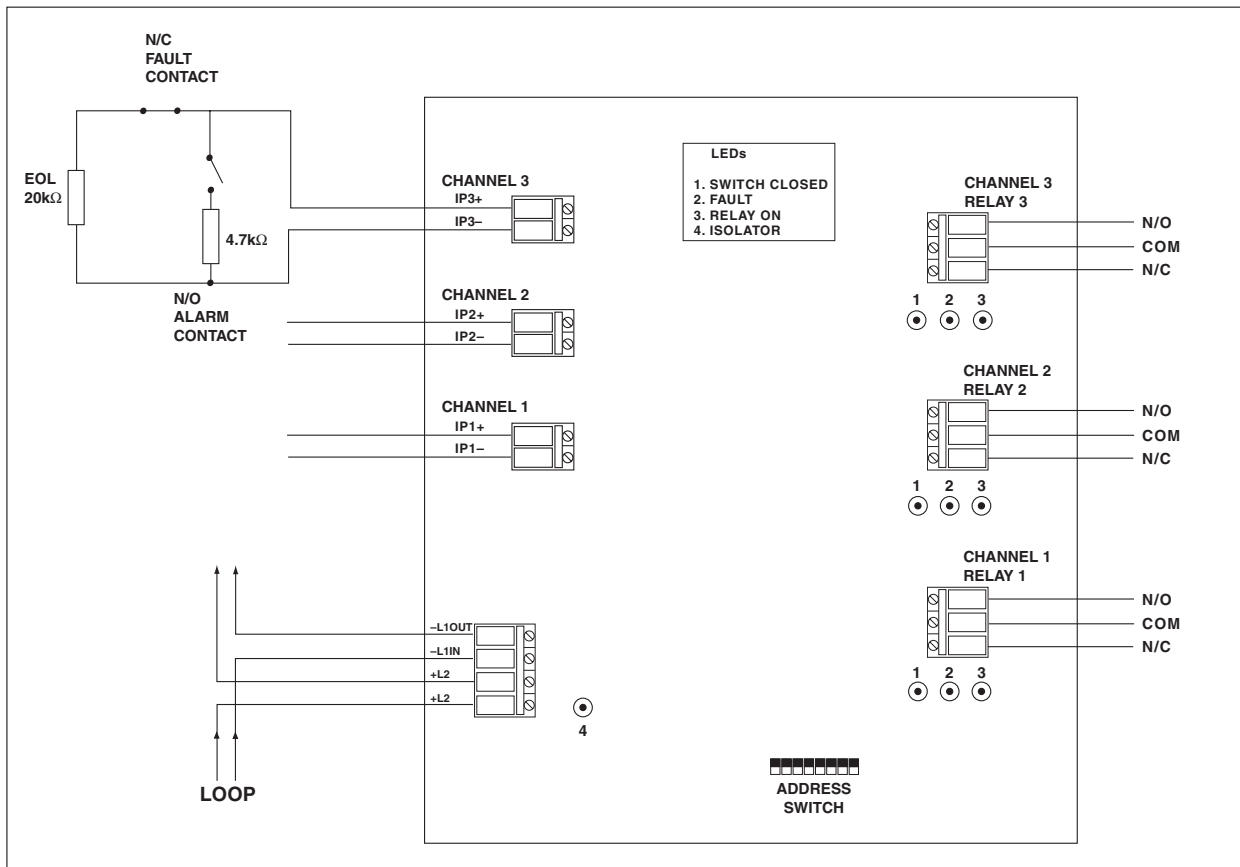 N/C
FAULT
CONTACT
EOL
20kΩ
4.7kΩ
N/O
ALARM
CONTACT
CHANNEL 3
IP3+
IP3–
CHANNEL 2
IP2+
IP2–
CHANNEL 1
IP1+
IP1–
–L1OUT
–L1IN
+L2
+L2
LOOP
4
LEDs
1. SWITCH CLOSED
2. FAULT
3. RELAY ON
4. ISOLATOR
CHANNEL 3
RELAY 3
N/O
COM
N/C
1 2 3
CHANNEL 2
RELAY 2
N/O
COM
N/C
1 2 3
CHANNEL 1
RELAY 1
N/O
COM
N/C
1 2 3
ADDRESS
SWITCH